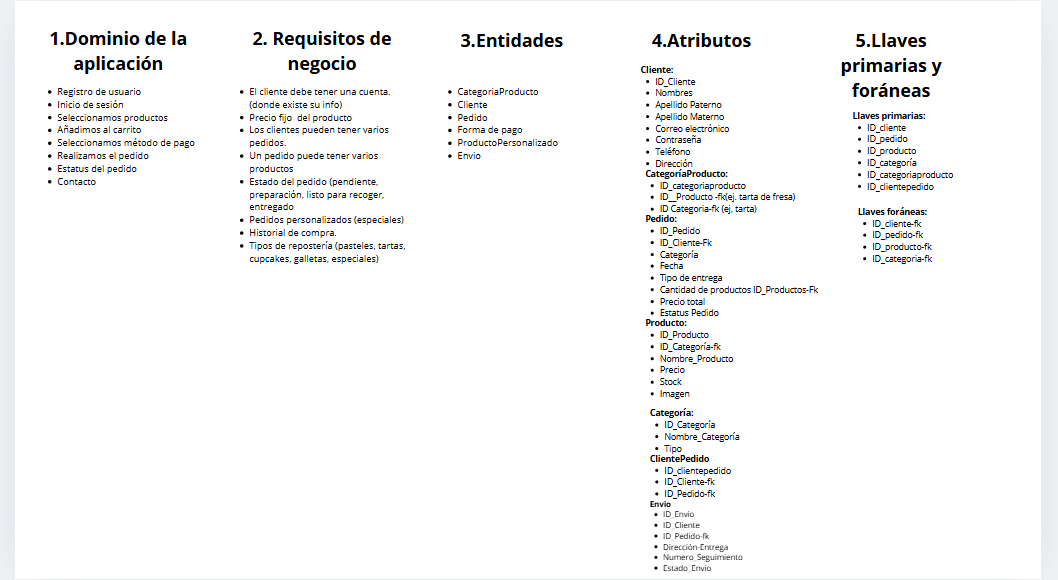 1.Dominio de la
aplicación
Registro de usuario
Inicio de sesión
Seleccionamos productos
Añadimos al carrito
Seleccionamos método de pago
Realizamos el pedido
Estatus del pedido
Contacto
2. Requisitos de
negocio
El cliente debe tener una cuenta.
(donde existe su info)
Precio fijo del producto
Los clientes pueden tener varios
pedidos.
Un pedido puede tener varios
productos
Estado del pedido (pendiente,
preparación, listo para recoger,
entregado
Pedidos personalizados (especiales)
Historial de compra.
Tipos de repostería (pasteles, tartas,
cupcakes, galletas, especiales)
3.Entidades
CategoriaProducto
Cliente
Pedido
Forma de pago
ProductoPersonalizado
Envio
4.Atributos
Cliente:
ID_Cliente
Nombres
Apellido Paterno
Apellido Materno
Correo electrónico
Contraseña
Teléfono
Dirección
CategoríaProducto:
ID_categoriaproducto
ID__Producto -fk(ej. tarta de fresa)
ID Categoria-fk (ej, tarta)
Pedido:
ID_Pedido
ID_Cliente-Fk
Categoría
Fecha
Tipo de entrega
Cantidad de productos ID_Productos-Fk
Precio total
Estatus Pedido
Producto:
ID_Producto
ID_Categoría-fk
Nombre_Producto
Precio
Stock
Imagen
Categoría:
ID_Categoría
Nombre_Categoría
Tipo
ClientePedido
ID_clientepedido
ID_Cliente-fk
ID_Pedido-fk
Envio
ID_Envio
ID_Cliente
ID_Pedido-fk
Dirección-Entrega
Numero_Seguimiento
Estado_Envio
5.Llaves
primarias y
foráneas
Llaves primarias:
ID_cliente
ID_pedido
ID_producto
ID_categoría
ID_categoriaproducto
ID_clientepedido
Llaves foráneas:
ID_cliente-fk
ID_pedido-fk
ID_producto-fk
ID_categoria-fk